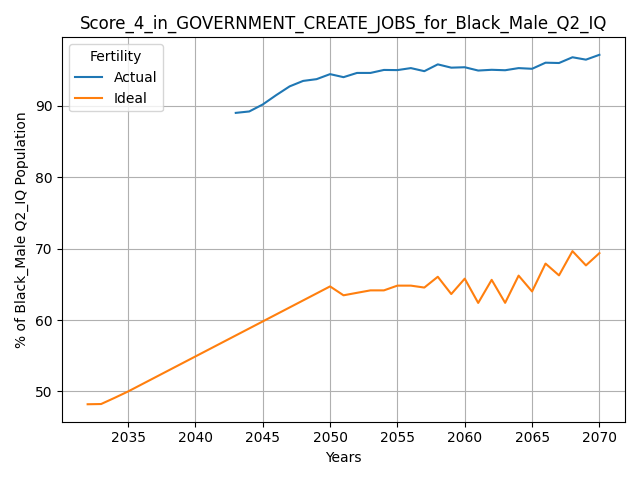 Score_4_in_GOVERNMENT_CREATE_JOBS_for_Black_Male_Q2_IQ
Fertility
Actual
Ideal
% of Black_Male Q2_IQ Population
90
80
70
60
50
2035 2040 2045 2050 2055 2060 2065 2070
Years